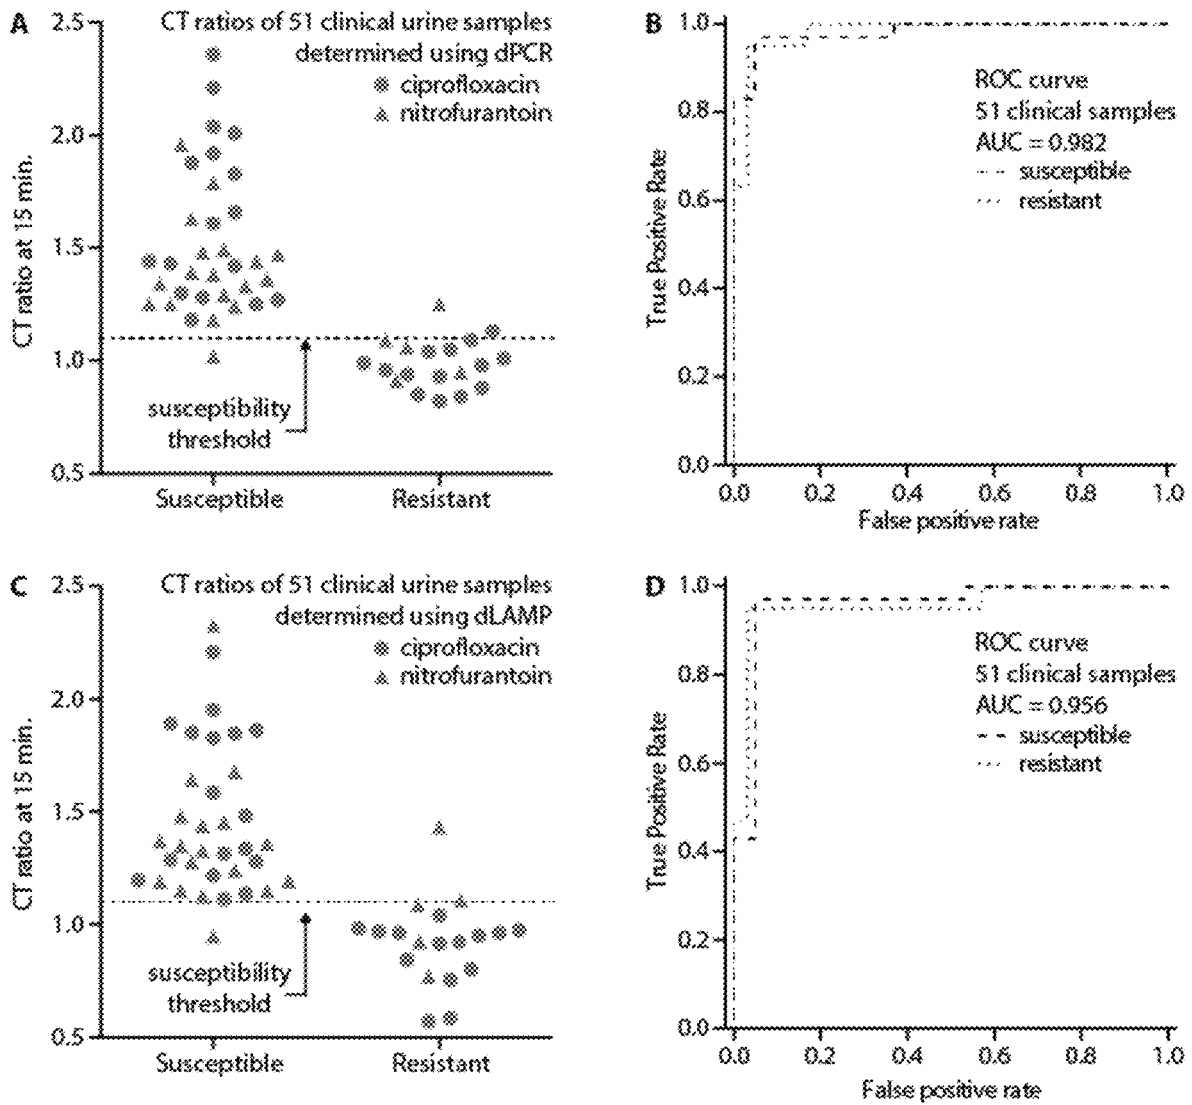 A
CT ratios of 51 clinical urine samples
determined using dPCR
ciprofloxacin
nitrofurantoin
CT ratio at 15 min.
2.5
2.0
1.5
1.0
0.5
susceptibility
threshold
Susceptible
Resistant
B
True Positive Rate
1.0
0.8
0.6
0.4
0.2
0.0
ROC curve
51 clinical samples
AUC = 0.982
susceptible
resistant
0.0 0.2 0.4 0.6 0.8 1.0
False positive rate
C
CT ratios of 51 clinical urine samples
determined using dLAMP
ciprofloxacin
nitrofurantoin
CT ratio at 15 min.
2.5
2.0
1.5
1.0
0.5
susceptibility
threshold
Susceptible
Resistant
D
True Positive Rate
1.0
0.8
0.6
0.4
0.2
0.0
ROC curve
51 clinical samples
AUC = 0.956
susceptible
resistant
0.0 0.2 0.4 0.6 0.8 1.0
False positive rate